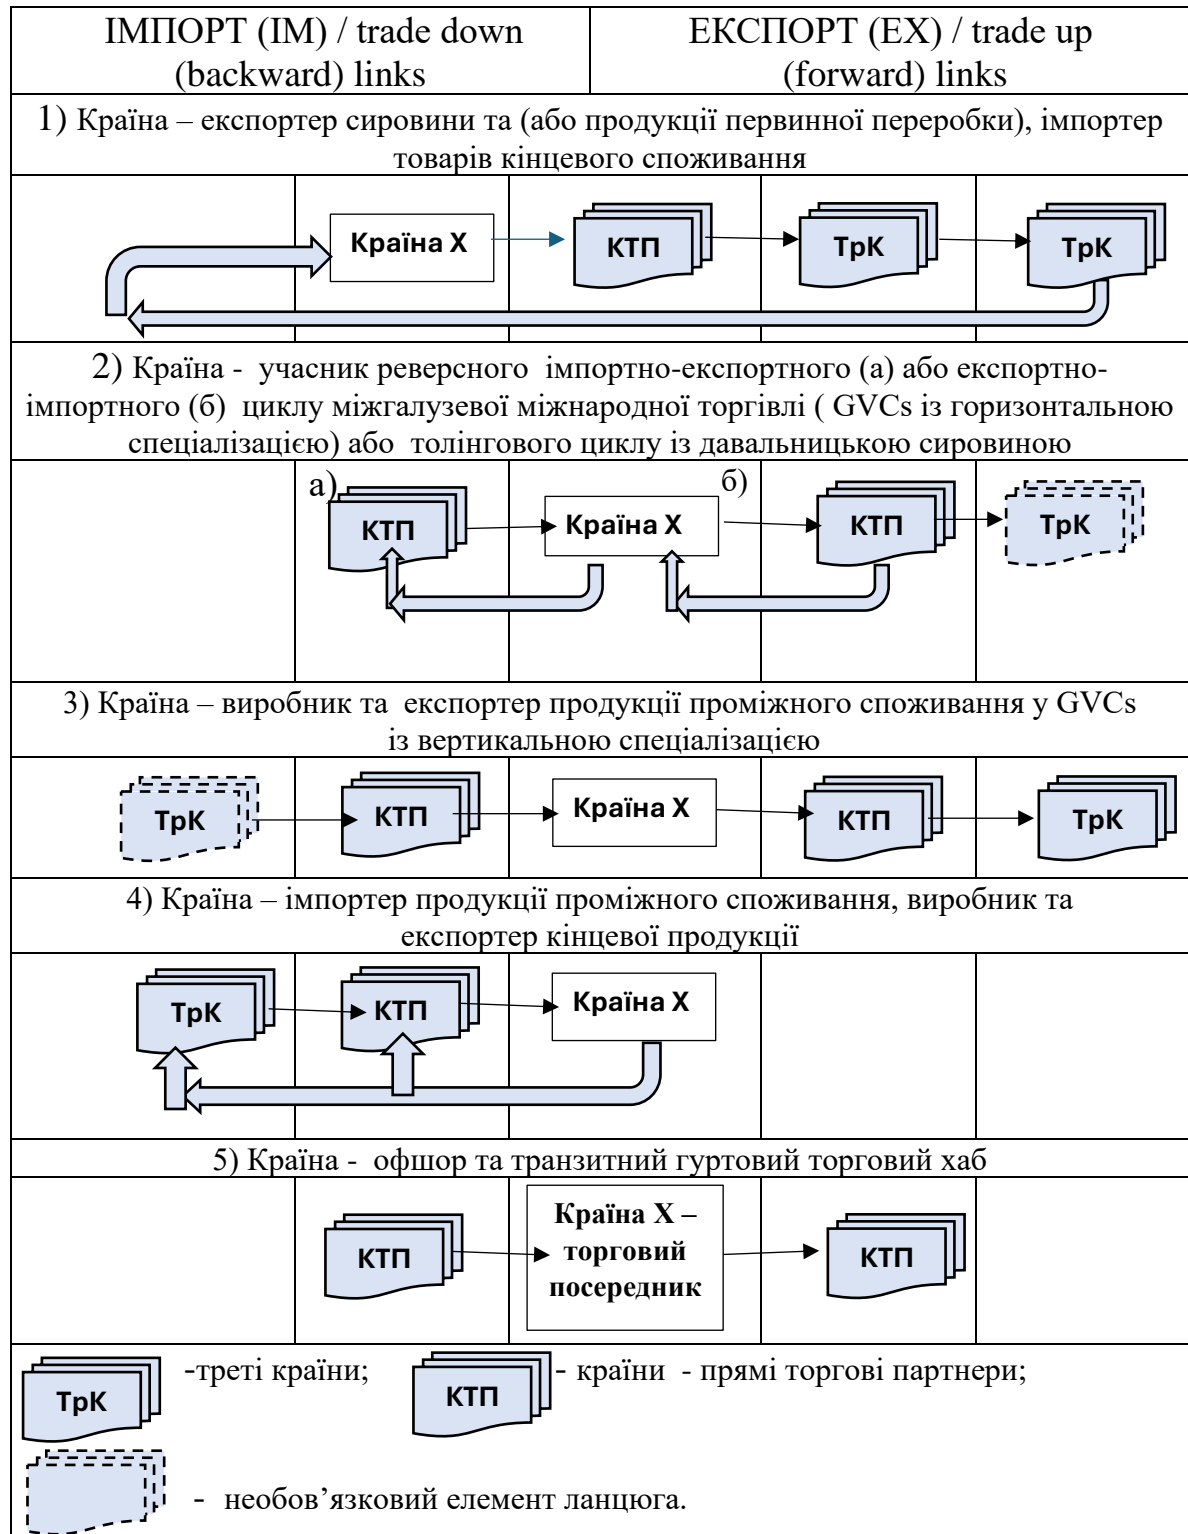 ІМПОРТ (IM) / trade down
(backward) links
ЕКСПОРТ (EX) / trade up
(forward) links
1) Країна – експортер сировини та (або продукції первинної переробки), імпортер
товарів кінцевого споживання
Країна X
КТП
ТрК
ТрК
2) Країна - учасник реверсного імпортно-експортного (а) або експортно-
імпортного (б) циклу міжгалузевої міжнародної торгівлі ( GVCs із горизонтальною
спеціалізацією) або толінгового циклу із давальницькою сировиною
а)
КТП
Країна X
б)
КТП
ТрК
3) Країна – виробник та експортер продукції проміжного споживання у GVCs
із вертикальною спеціалізацією
ТрК
КТП
Країна X
КТП
ТрК
4) Країна – імпортер продукції проміжного споживання, виробник та
експортер кінцевої продукції
ТрК
КТП
Країна X
5) Країна - офшор та транзитний гуртовий торговий хаб
КТП
Країна X –
торговий
посередник
КТП
ТрК -треті країни; КТП - країни - прямі торгові партнери;
- необов’язковий елемент ланцюга.